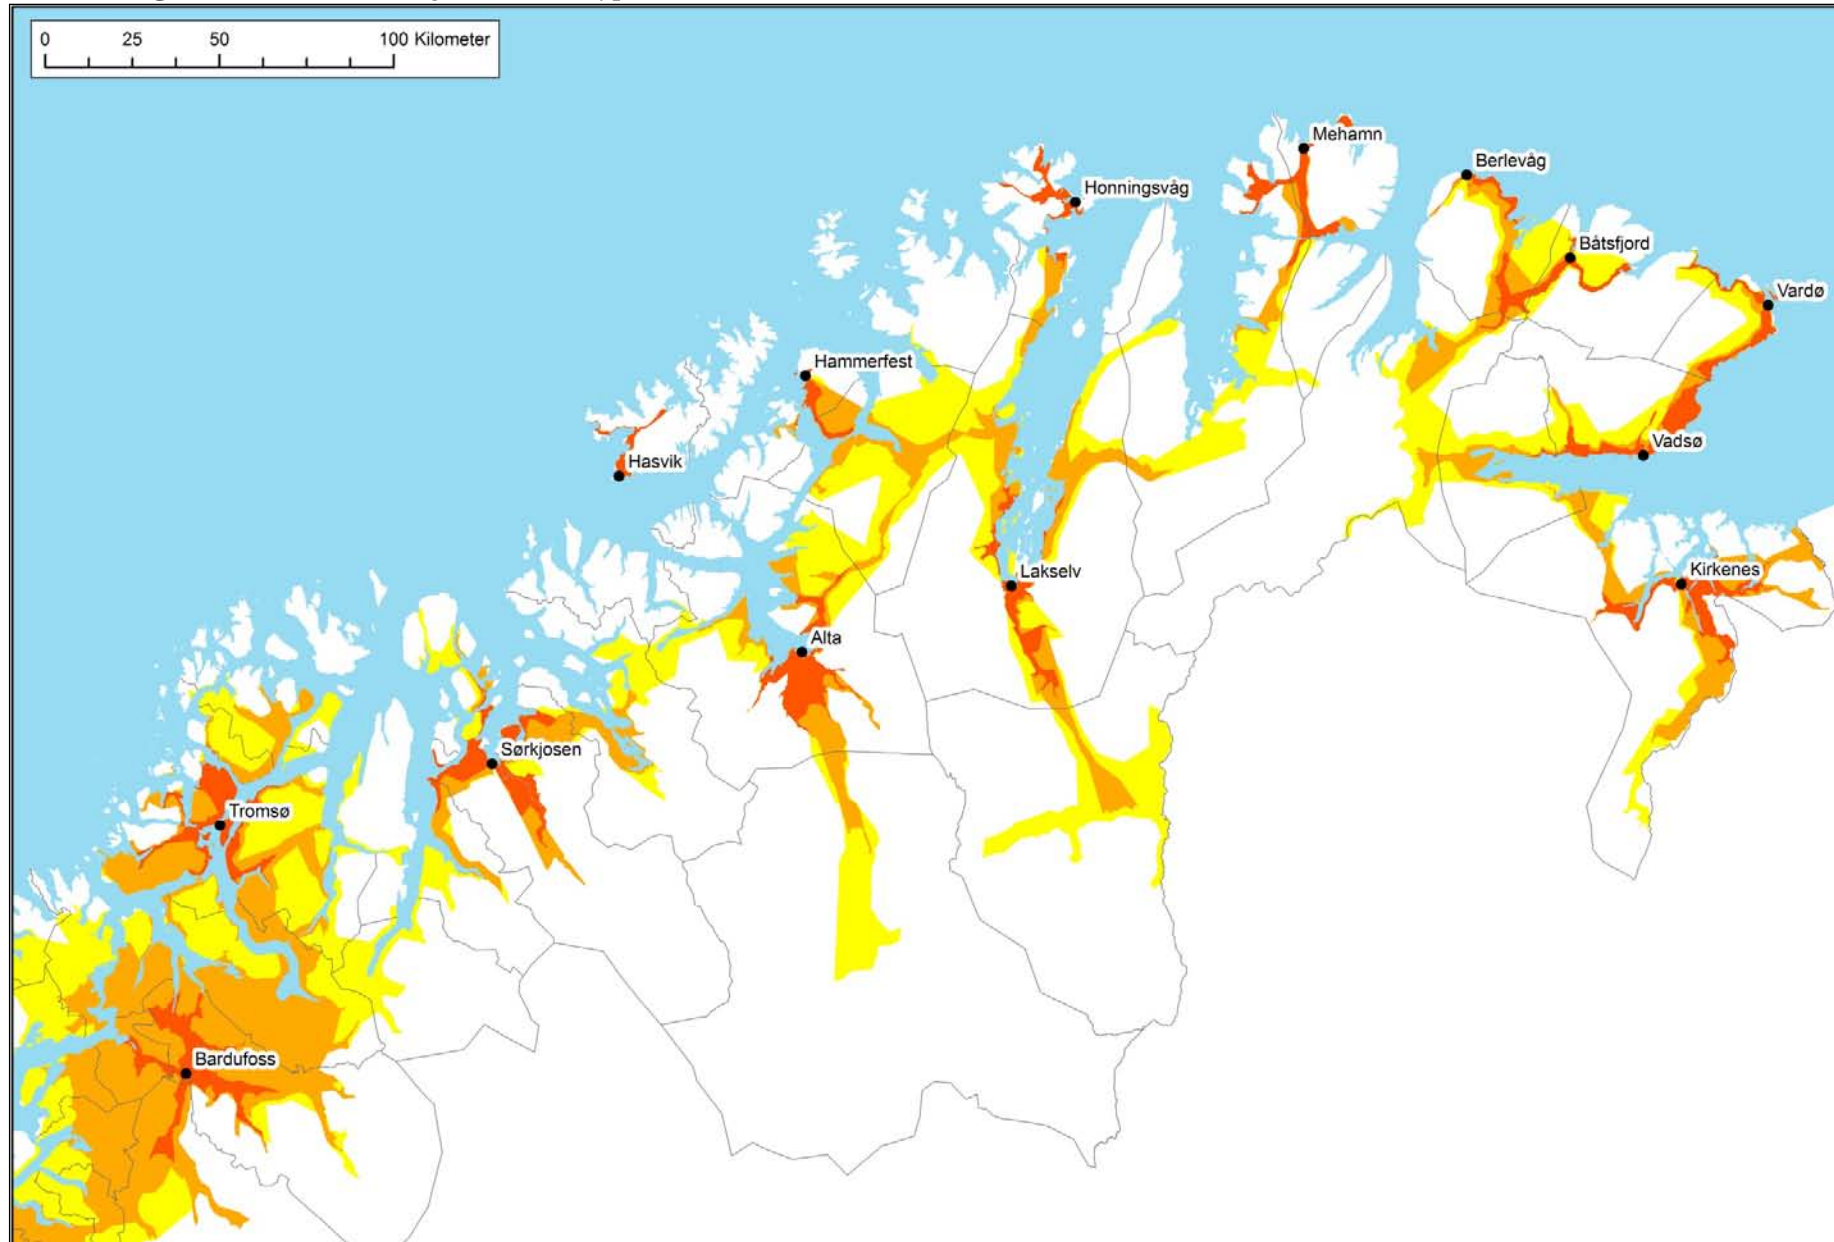 0 25 50 100 Kilometer
Mehamn
Berlevåg
Honningsvåg
Båtsfjord
Vardø
Hammerfest
Vadsø
Hasvik
Lakselv
Kirkenes
Alta
Sørkjosen
Tromsø
Bardufoss